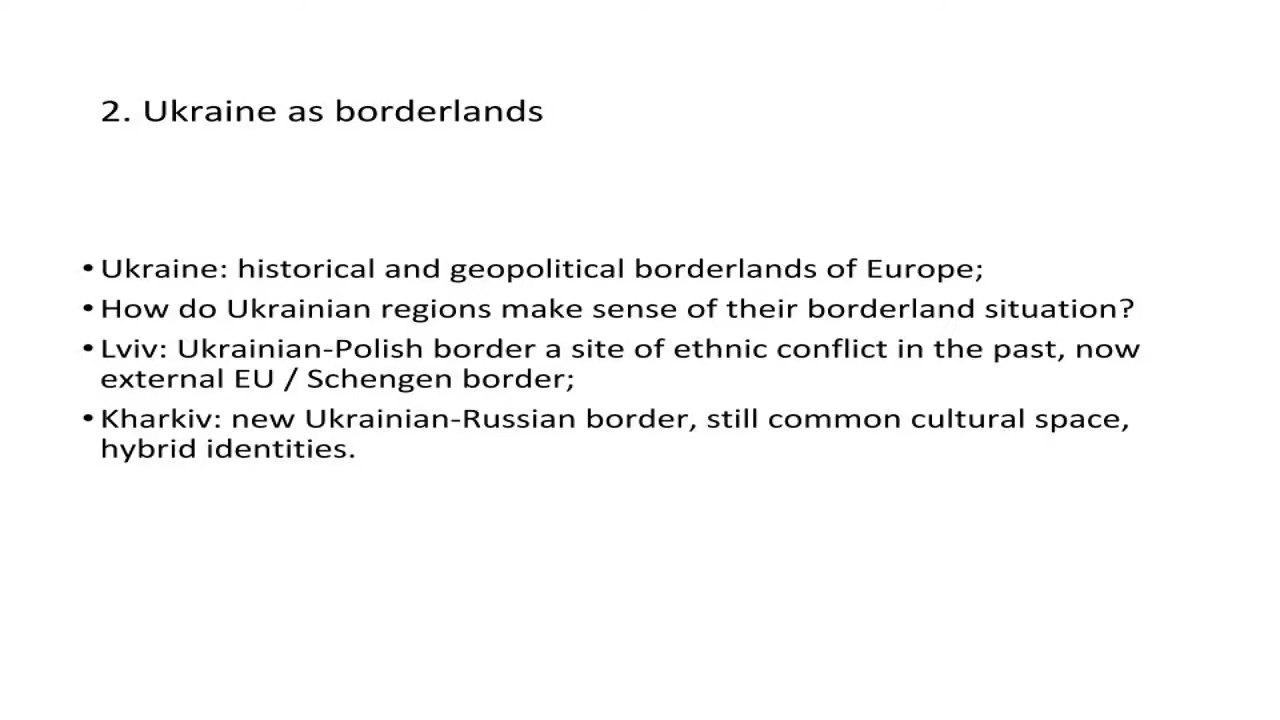 2. Ukraine as borderlands
• Ukraine: historical and geopolitical borderlands of Europe;
• How do Ukrainian regions make sense of their borderland situation?
• Lviv: Ukrainian-Polish border a site of ethnic conflict in the past, now
external EU / Schengen border;
• Kharkiv: new Ukrainian-Russian border, still common cultural space,
hybrid identities.